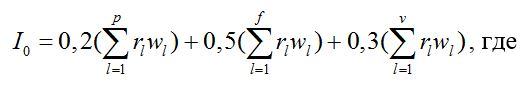 I₀ = 0,2(∑_{l=1}^{p} r_l w_l) + 0,5(∑_{l=1}^{f} r_l w_l) + 0,3(∑_{l=1}^{v} r_l w_l), где